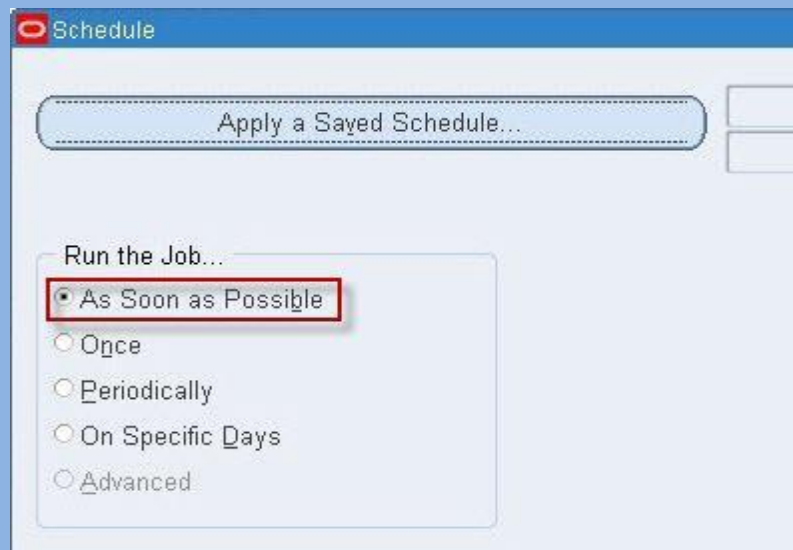 Schedule
Apply a Saved Schedule...
Run the Job...
As Soon as Possible
Once
Periodically
On Specific Days
Advanced